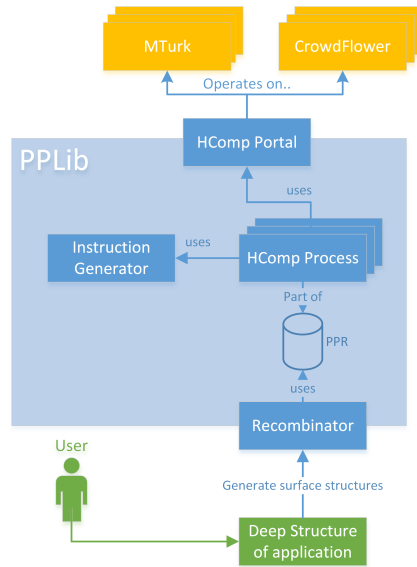 MTurk
CrowdFlower
Operates on..
HComp Portal
PPLib
uses
Instruction
Generator
uses
HComp Process
Part of
PPR
uses
Recombinator
User
Generate surface structures
Deep Structure
of application